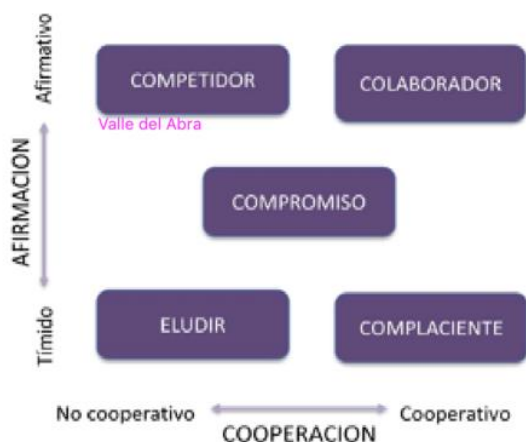 Afirmativo
COMPETIDOR
COLABORADOR
Valle del Abra
AFIRMACION
COMPROMISO
Tímido
ELUDIR
COMPLACIENTE
No cooperativo
Cooperativo
COOPERACION